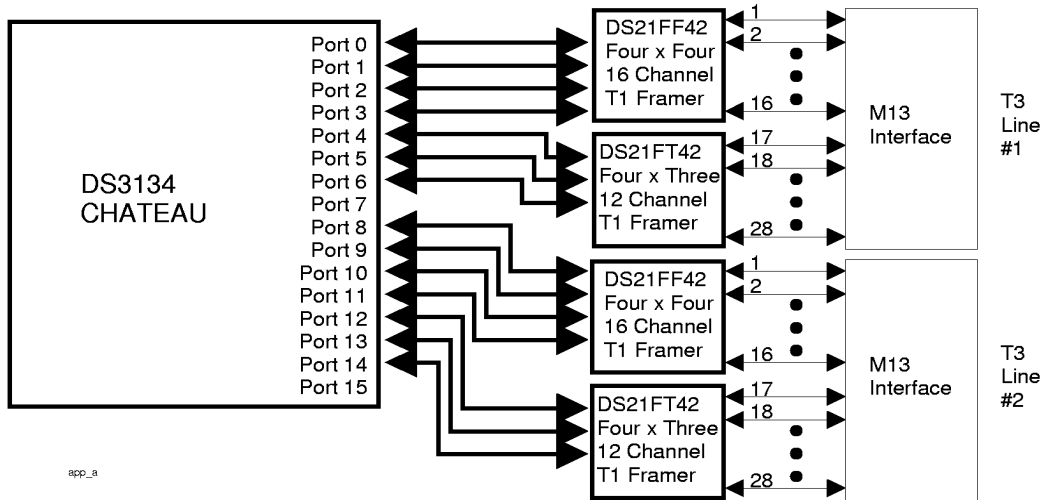 DS3134
CHATEAU
Port 0
Port 1
Port 2
Port 3
Port 4
Port 5
Port 6
Port 7
Port 8
Port 9
Port 10
Port 11
Port 12
Port 13
Port 14
Port 15
DS21FF42
Four x Four
16 Channel
T1 Framer
1
2
16
DS21FT42
Four x Three
12 Channel
T1 Framer
17
18
28
M13
Interface
T3
Line
#1
DS21FF42
Four x Four
16 Channel
T1 Framer
1
2
16
DS21FT42
Four x Three
12 Channel
T1 Framer
17
18
28
M13
Interface
T3
Line
#2
app_a